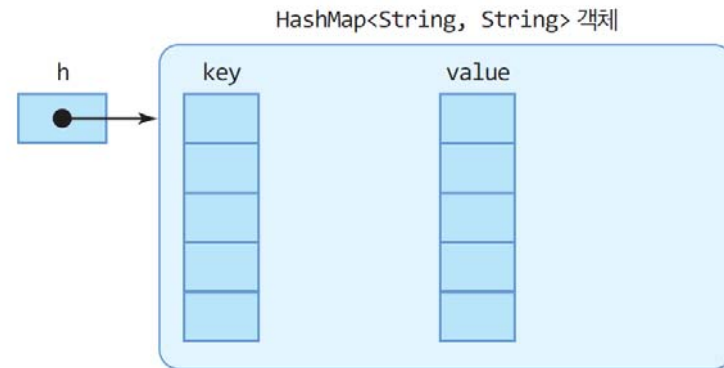 HashMap<String, String> 객체
h
key
value